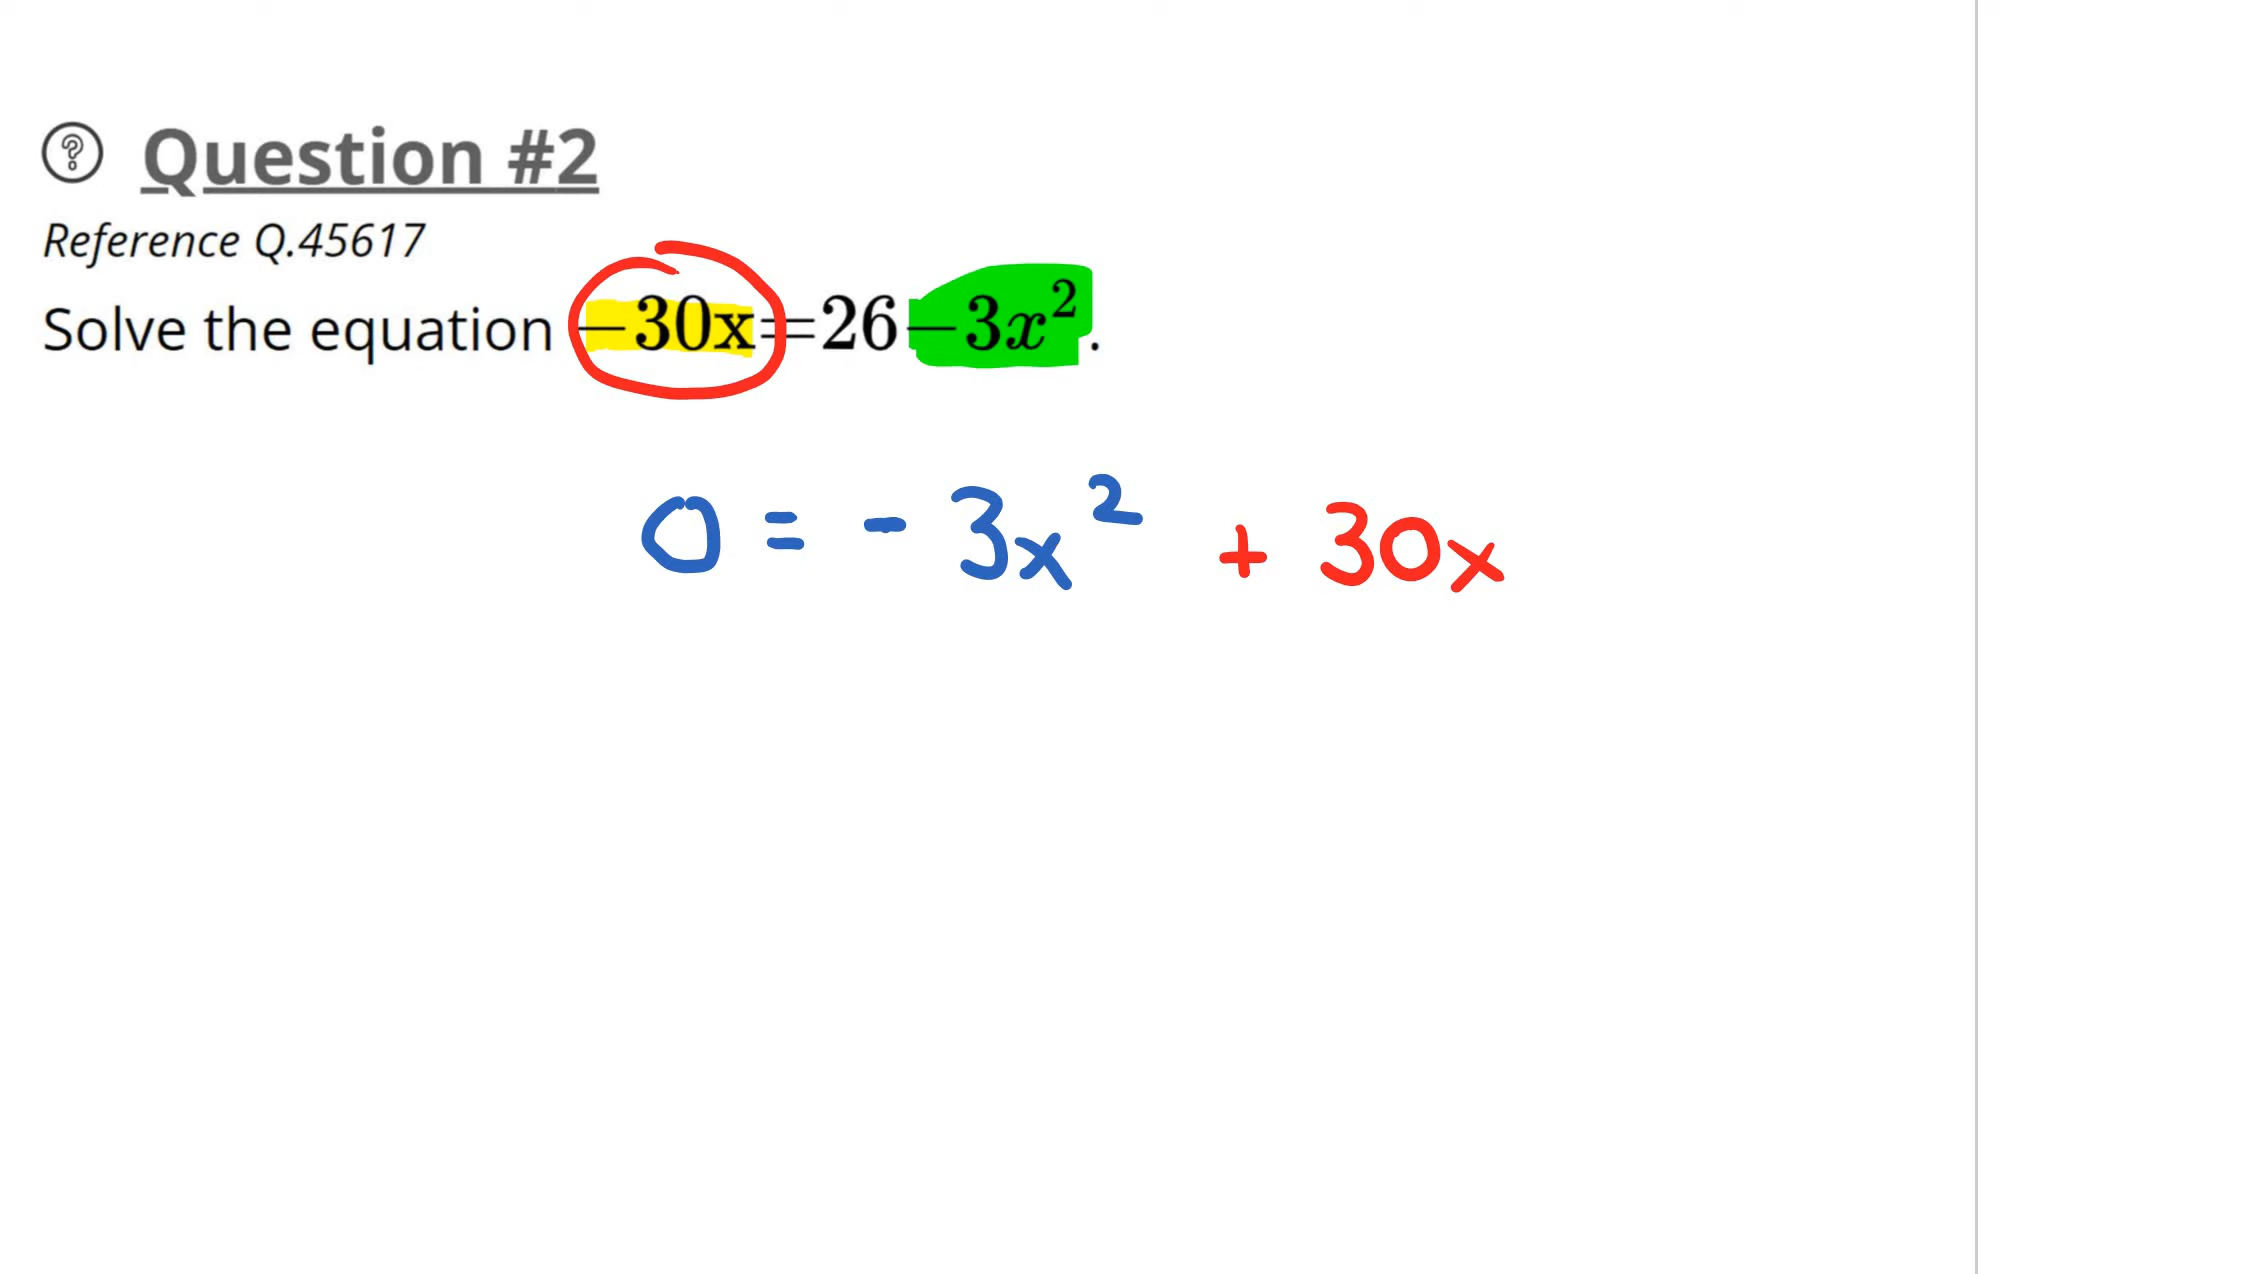 Question #2
Reference Q.45617
Solve the equation −30x=26−3x².
0 = - 3x² + 30x